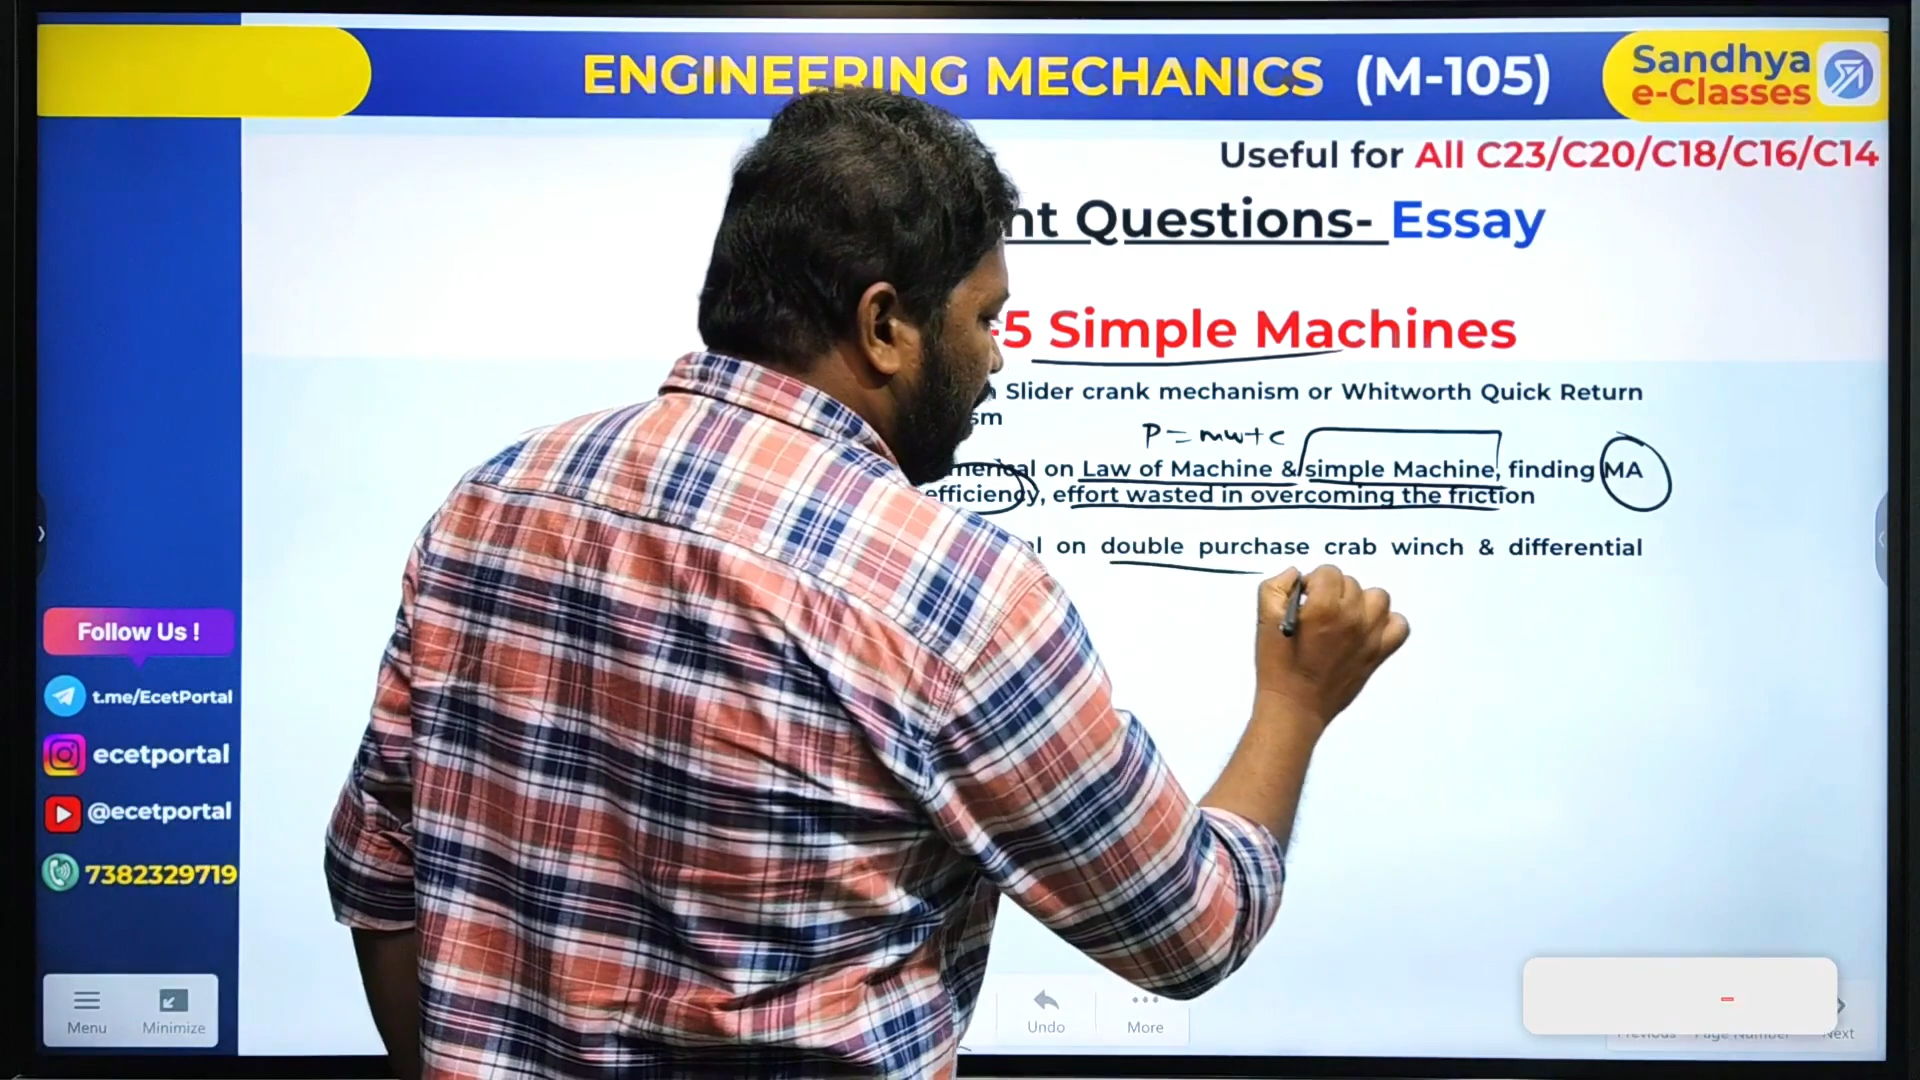 ENGINEERING MECHANICS (M-105)
Sandhya
e-Classes
Useful for All C23/C20/C18/C16/C14
Questions- Essay
5 Simple Machines
Slider crank mechanism or Whitworth Quick Return
P = mw+c
on Law of Machine & simple Machine, finding MA
efficiency, effort wasted in overcoming the friction
on double purchase crab winch & differential
Follow Us !
t.me/EcetPortal
ecetportal
@ecetportal
7382329719
Menu
Minimize
Undo
More
Page Number